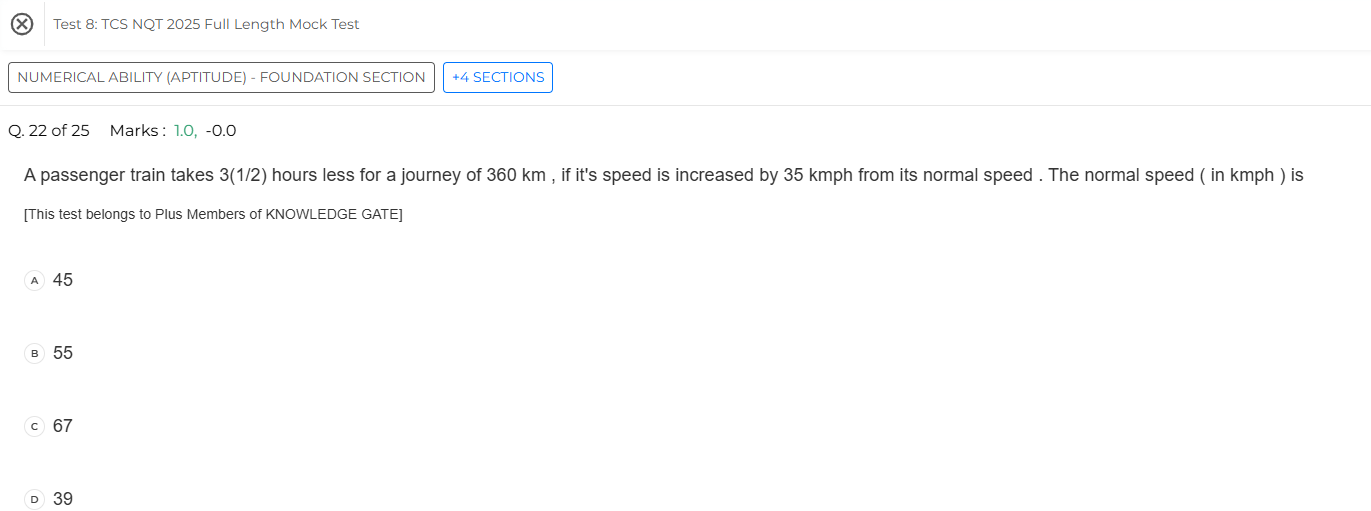 Test 8: TCS NQT 2025 Full Length Mock Test
NUMERICAL ABILITY (APTITUDE) - FOUNDATION SECTION
+4 SECTIONS
Q. 22 of 25 Marks : 1.0, -0.0
A passenger train takes 3(1/2) hours less for a journey of 360 km , if it's speed is increased by 35 kmph from its normal speed . The normal speed ( in kmph ) is
[This test belongs to Plus Members of KNOWLEDGE GATE]
A 45
B 55
C 67
D 39